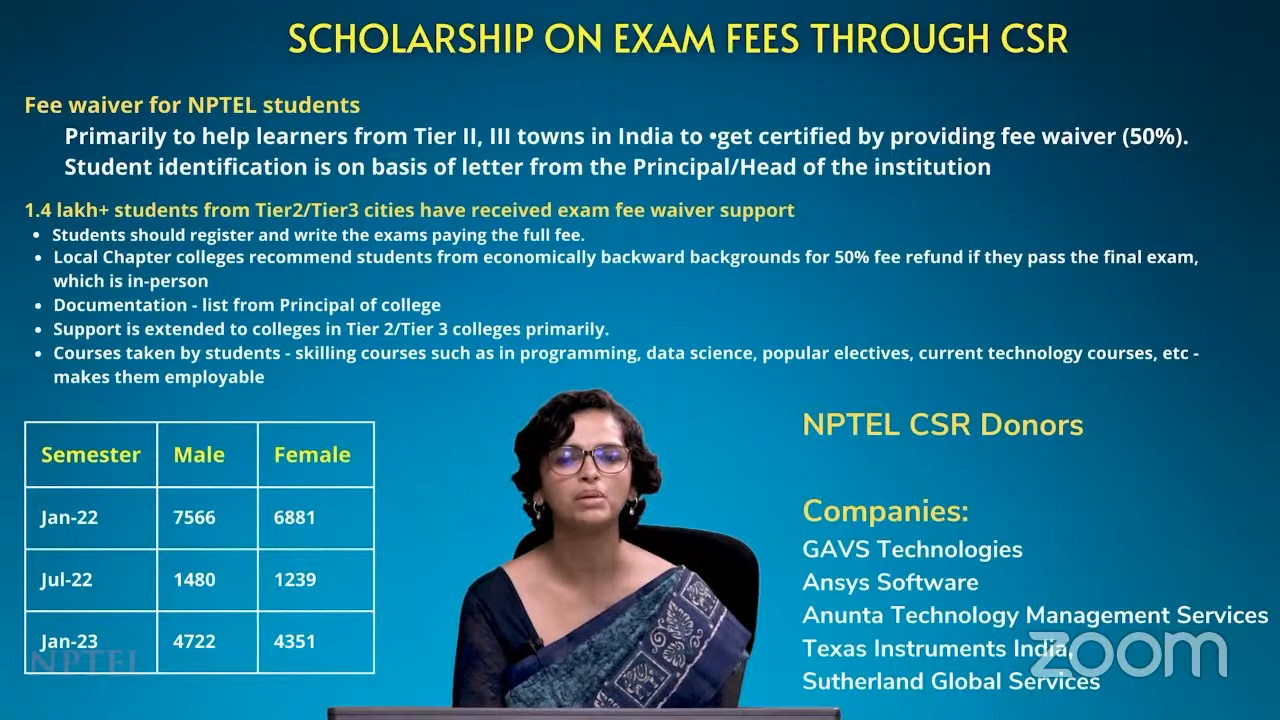 SCHOLARSHIP ON EXAM FEES THROUGH CSR
Fee waiver for NPTEL students
Primarily to help learners from Tier II, III towns in India to •get certified by providing fee waiver (50%).
Student identification is on basis of letter from the Principal/Head of the institution
1.4 lakh+ students from Tier2/Tier3 cities have received exam fee waiver support
• Students should register and write the exams paying the full fee.
• Local Chapter colleges recommend students from economically backward backgrounds for 50% fee refund if they pass the final exam,
which is in-person
• Documentation - list from Principal of college
• Support is extended to colleges in Tier 2/Tier 3 colleges primarily.
• Courses taken by students - skilling courses such as in programming, data science, popular electives, current technology courses, etc -
makes them employable
Semester Male Female
Jan-22 7566 6881
Jul-22 1480 1239
Jan-23 4722 4351
NPTEL
NPTEL CSR Donors
Companies:
GAVS Technologies
Ansys Software
Anunta Technology Management Services
Texas Instruments India,
Sutherland Global Services
zoom